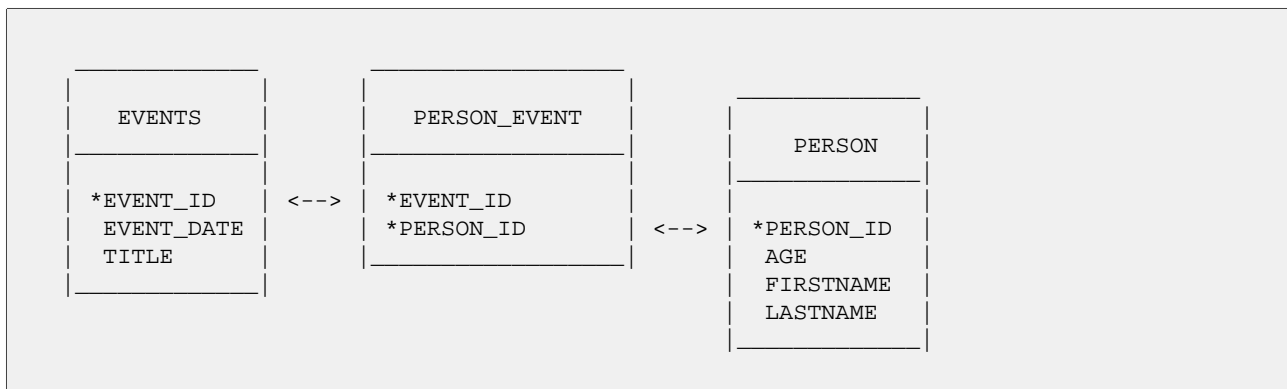 EVENTS PERSON_EVENT
PERSON
*EVENT_ID <--> *EVENT_ID
EVENT_DATE *PERSON_ID <--> *PERSON_ID
TITLE AGE
FIRSTNAME
LASTNAME